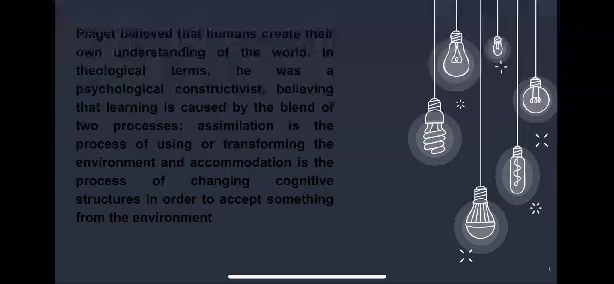 Piaget believed that humans create their
own understanding of the world. In
theological terms, he was a
psychological constructivist, believing
that learning is caused by the blend of
two processes: assimilation is the
process of using or transforming the
environment and accommodation is the
process of changing cognitive
structures in order to accept something
from the environment